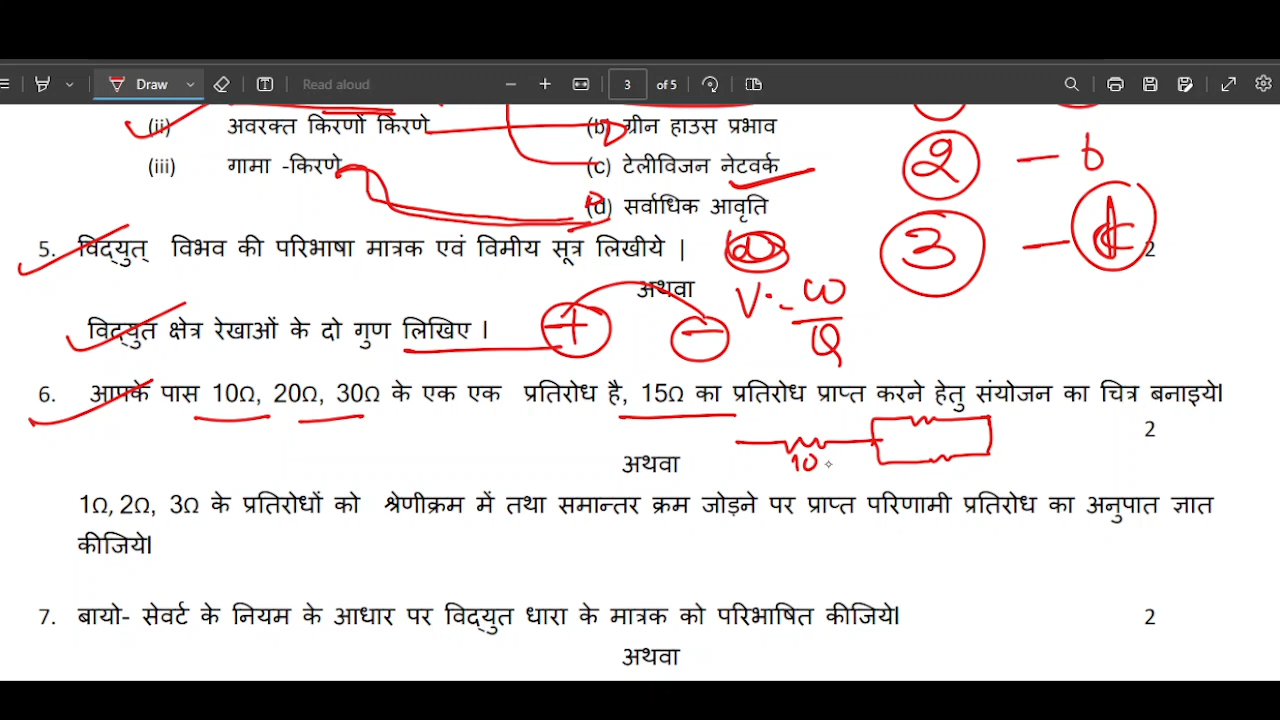 Draw
Read aloud
3 of 5
(ii) अवरक्त किरणों किरणे (b) ग्रीन हाउस प्रभाव
2 - b
(iii) गामा -किरणे (c) टेलीविजन नेटवर्क
(d) सर्वाधिक आवृति
3 -
5. विद्युत् विभव की परिभाषा मात्रक एवं विमीय सूत्र लिखीये | 2
अथवा
V = W/Q
विद्युत क्षेत्र रेखाओं के दो गुण लिखिए । + −
6. आपके पास 10Ω, 20Ω, 30Ω के एक एक प्रतिरोध है, 15Ω का प्रतिरोध प्राप्त करने हेतु संयोजन का चित्र बनाइये।
2
अथवा 10
1Ω, 2Ω, 3Ω के प्रतिरोधों को श्रेणीक्रम में तथा समान्तर क्रम जोड़ने पर प्राप्त परिणामी प्रतिरोध का अनुपात ज्ञात
कीजिये।
7. बायो- सेवर्ट के नियम के आधार पर विद्युत धारा के मात्रक को परिभाषित कीजिये। 2
अथवा